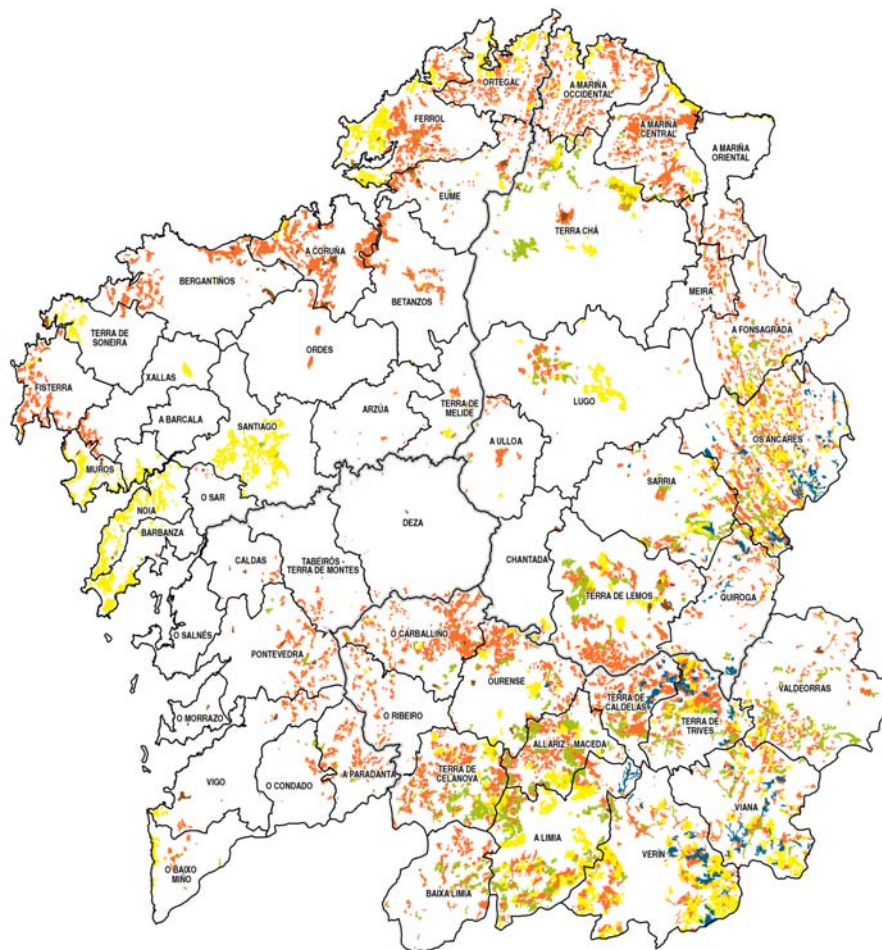 ORTEGAL
A MARIÑA
OCCIDENTAL
FERROL
A MARIÑA
CENTRAL
A MARIÑA
ORIENTAL
EUME
TERRA CHÁ
A CORUÑA
BERGANTIÑOS
MEIRA
BETANZOS
TERRA DE
SONEIRA
A FONSAGRADA
ORDES
XALLAS
FISTERRA
LUGO
ARZÚA
TERRA DE
MELIDE
A BARCALA
SANTIAGO
A ULLOA
OS ANCARES
MUROS
SARRIA
O SAR
NOIA
DEZA
BARBANZA
CALDAS
TABEIRÓS -
TERRA DE MONTES
CHANTADA
TERRA DE LEMOS
QUIROGA
O SALNÉS
O CARBALLIÑO
PONTEVEDRA
OURENSE
VALDEORRAS
TERRA DE
CALDELAS
O MORRAZO
O RIBEIRO
TERRA DE
TRIVES
ALLARIZ - MACEDA
A PARADANTA
TERRA DE
CELANOVA
VIGO
O CONDADO
VIANA
A LIMIA
VERÍN
O BAIXO
MIÑO
BAIXA LIMIA